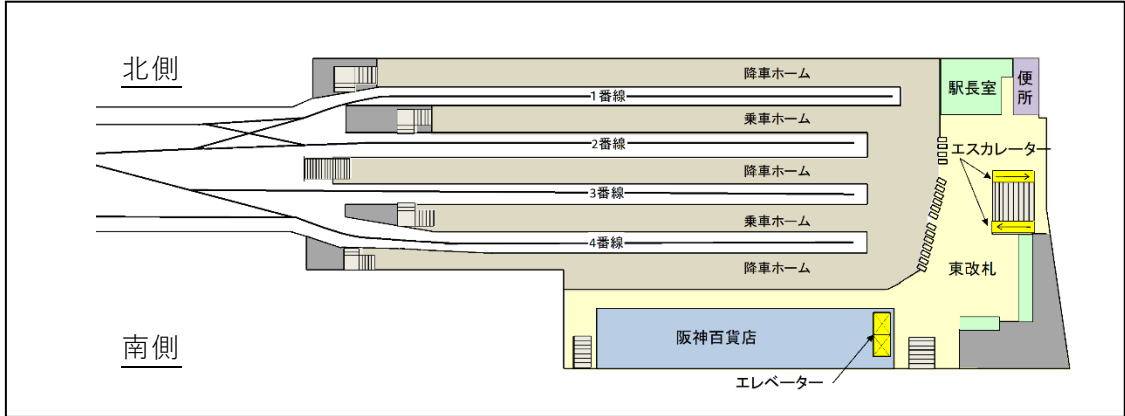 北側
降車ホーム
1番線
乗車ホーム
2番線
降車ホーム
3番線
乗車ホーム
4番線
降車ホーム
駅長室
便所
エスカレーター
東改札
阪神百貨店
エレベーター
南側